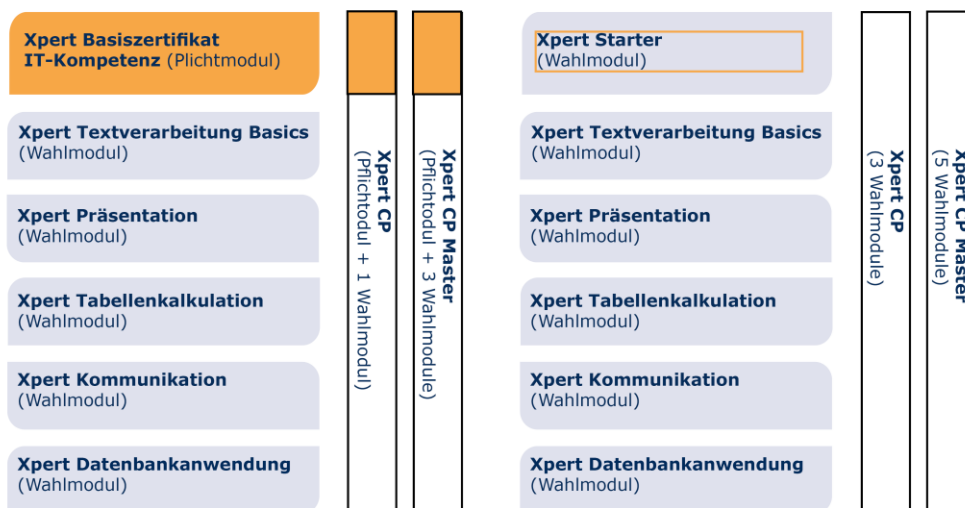 Xpert Basiszertifikat
IT-Kompetenz (Plichtmodul)
Xpert Textverarbeitung Basics
(Wahlmodul)
Xpert Präsentation
(Wahlmodul)
Xpert Tabellenkalkulation
(Wahlmodul)
Xpert Kommunikation
(Wahlmodul)
Xpert Datenbankanwendung
(Wahlmodul)
Xpert CP
(Pflichtodul + 1 Wahlmodul)
Xpert CP Master
(Pflichtodul + 3 Wahlmodule)
Xpert Starter
(Wahlmodul)
Xpert Textverarbeitung Basics
(Wahlmodul)
Xpert Präsentation
(Wahlmodul)
Xpert Tabellenkalkulation
(Wahlmodul)
Xpert Kommunikation
(Wahlmodul)
Xpert Datenbankanwendung
(Wahlmodul)
Xpert CP
(3 Wahlmodule)
Xpert CP Master
(5 Wahlmodule)